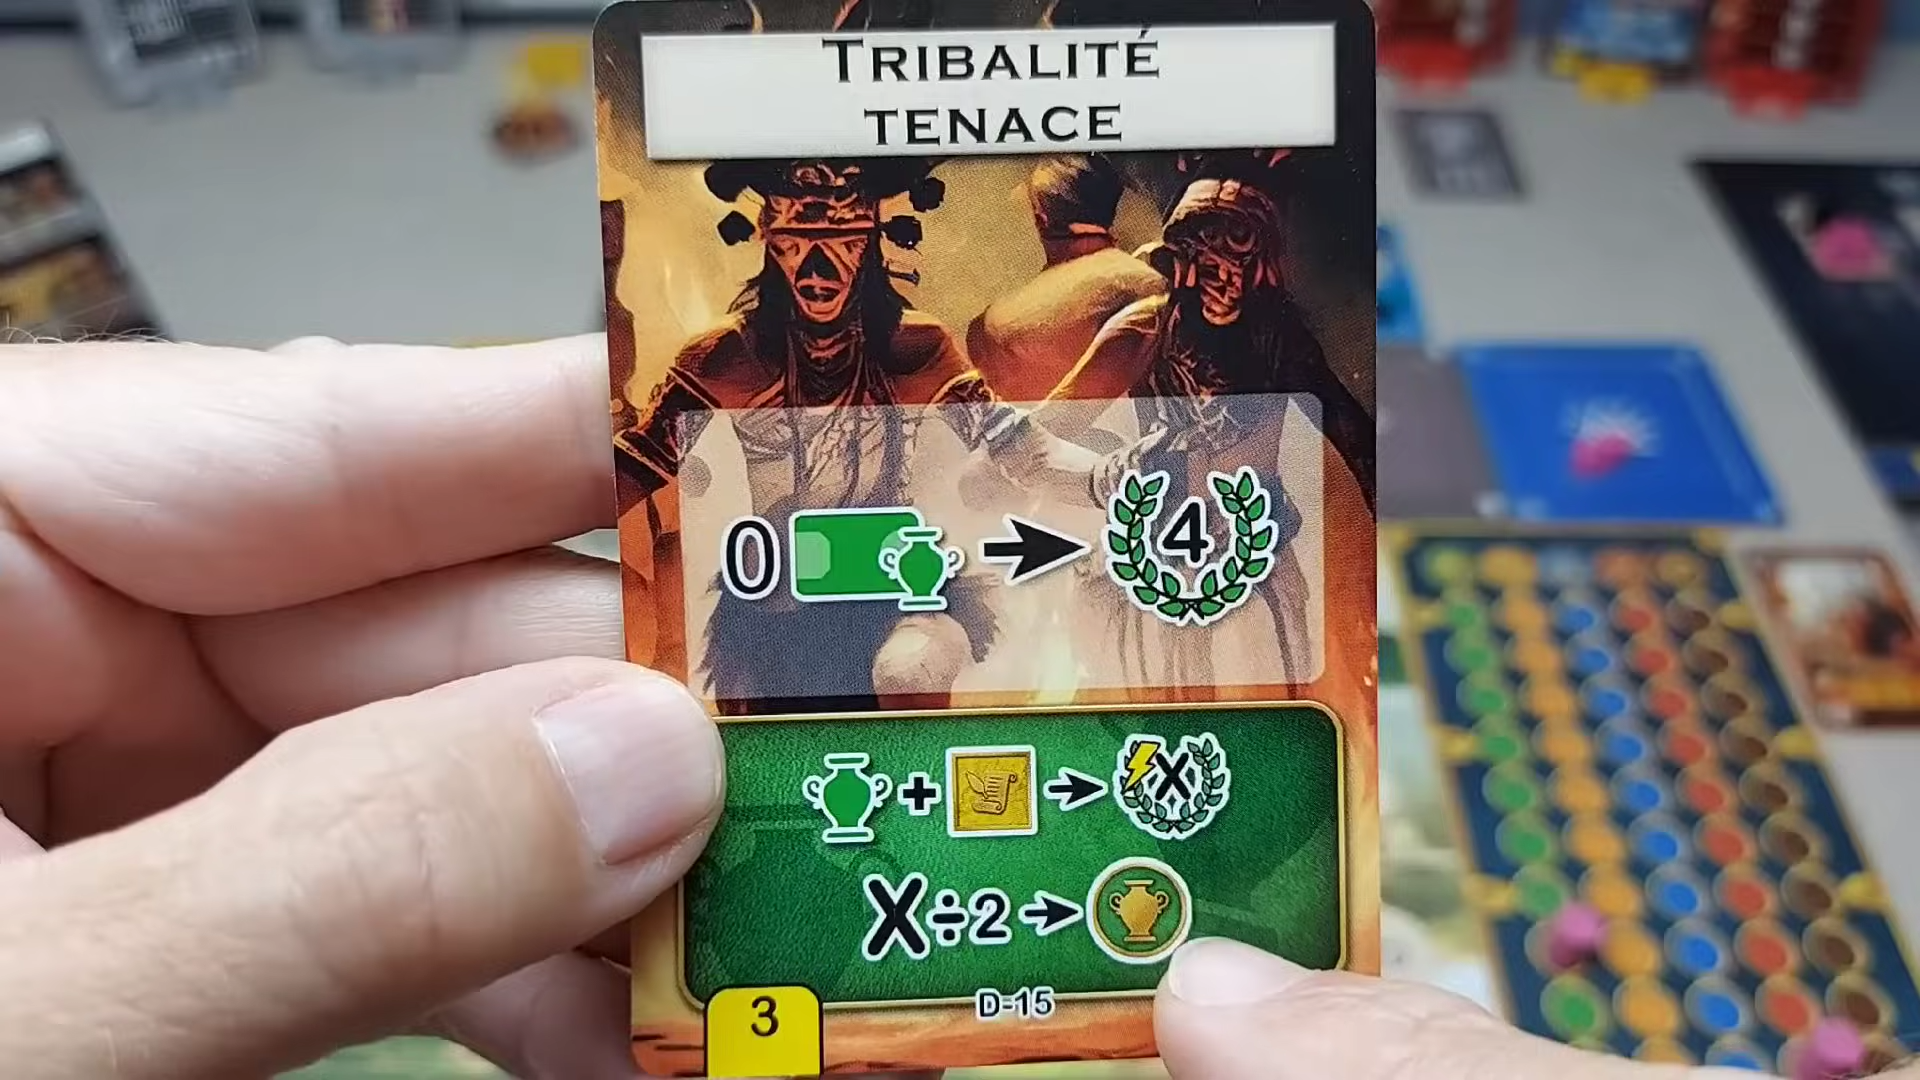 TRIBALITÉ
TENACE
0 → 4
+ → X
X÷2 →
3
D-15